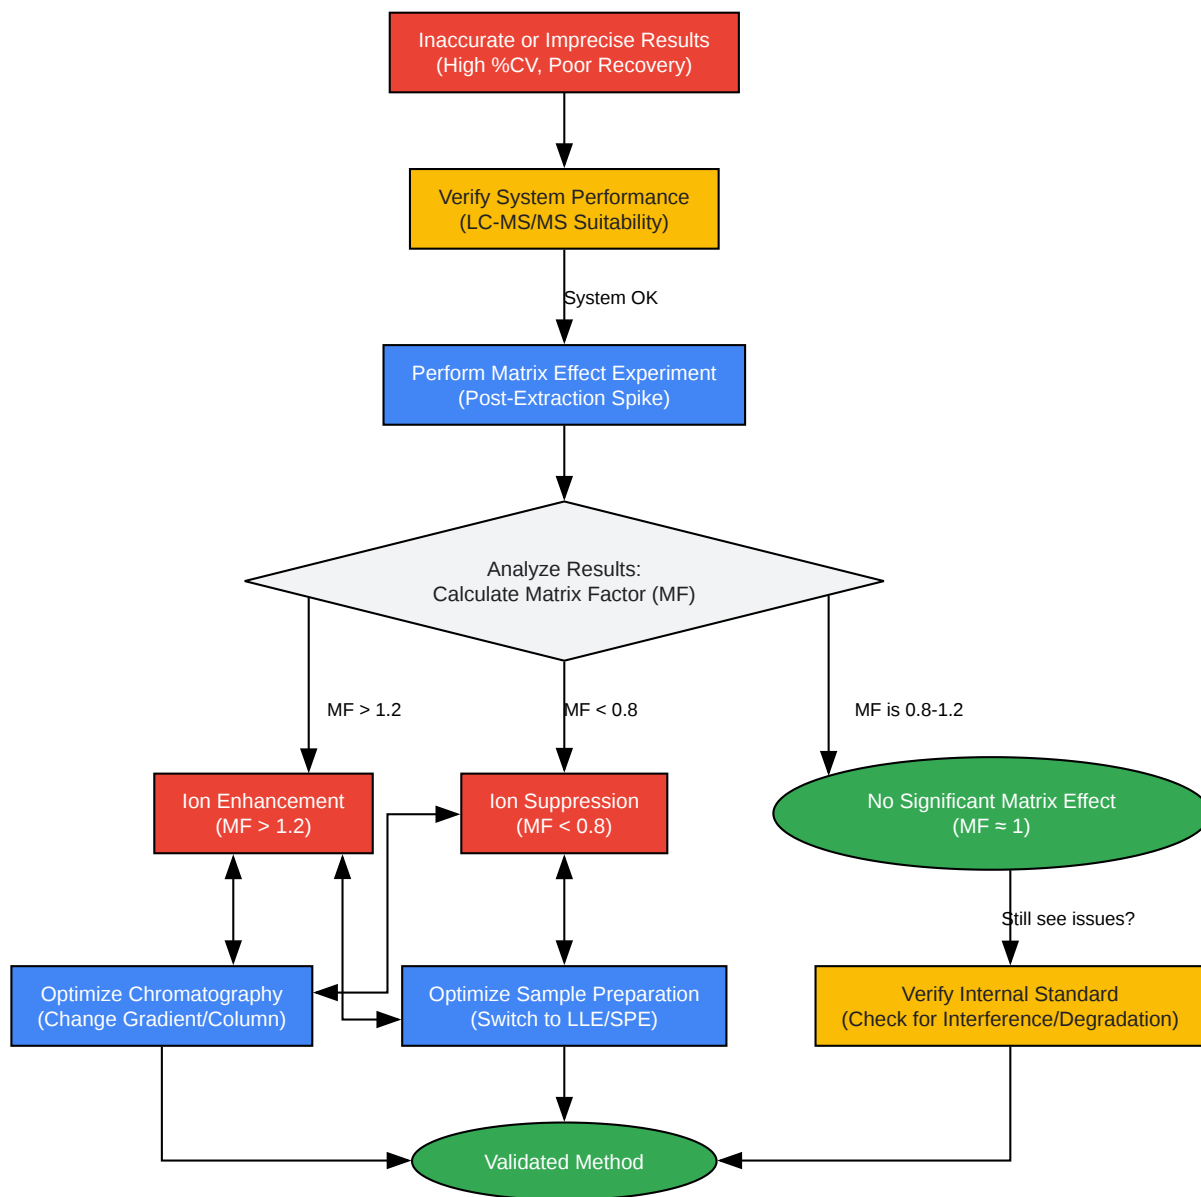 Inaccurate or Imprecise Results
(High %CV, Poor Recovery)
Verify System Performance
(LC-MS/MS Suitability)
System OK
Perform Matrix Effect Experiment
(Post-Extraction Spike)
Analyze Results:
Calculate Matrix Factor (MF)
MF > 1.2
MF < 0.8
MF is 0.8-1.2
Ion Enhancement
(MF > 1.2)
Ion Suppression
(MF < 0.8)
No Significant Matrix Effect
(MF ≈ 1)
Still see issues?
Optimize Chromatography
(Change Gradient/Column)
Optimize Sample Preparation
(Switch to LLE/SPE)
Verify Internal Standard
(Check for Interference/Degradation)
Validated Method